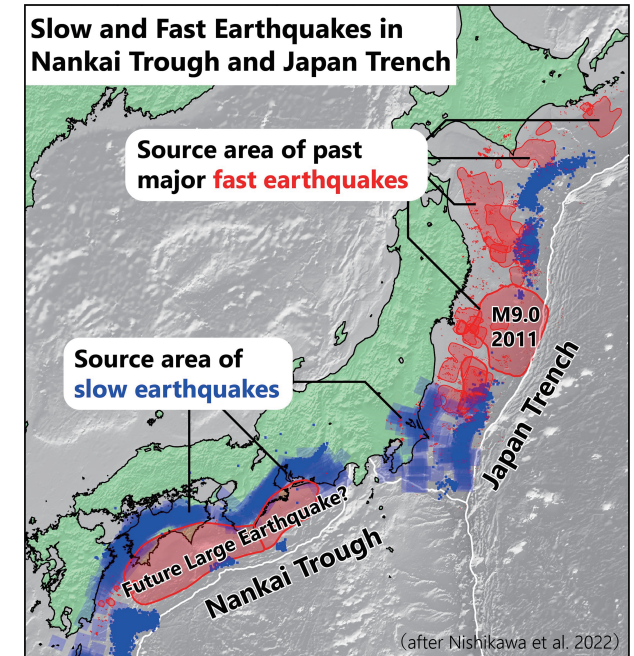 Slow and Fast Earthquakes in
Nankai Trough and Japan Trench
Source area of past
major fast earthquakes
M9.0
2011
Source area of
slow earthquakes
Japan Trench
Future Large Earthquake?
Nankai Trough
(after Nishikawa et al. 2022)